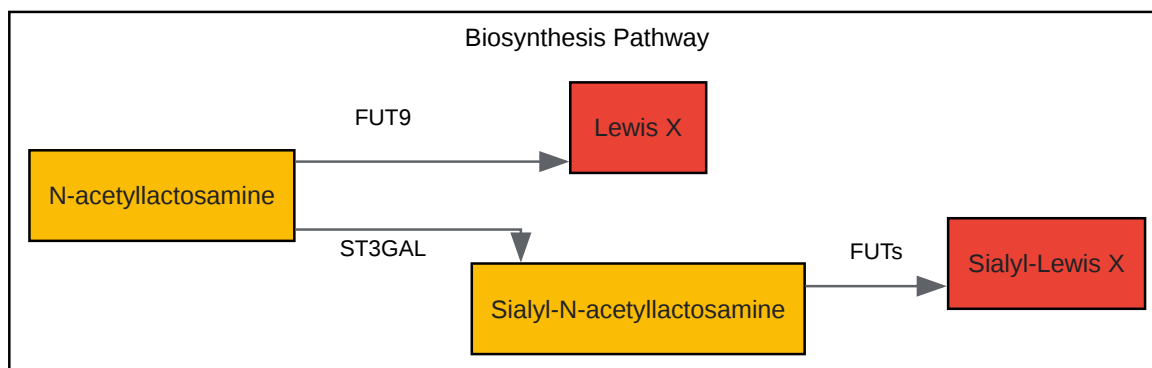 Biosynthesis Pathway
FUT9
Lewis X
N-acetyllactosamine
ST3GAL
FUTs
Sialyl-Lewis X
Sialyl-N-acetyllactosamine